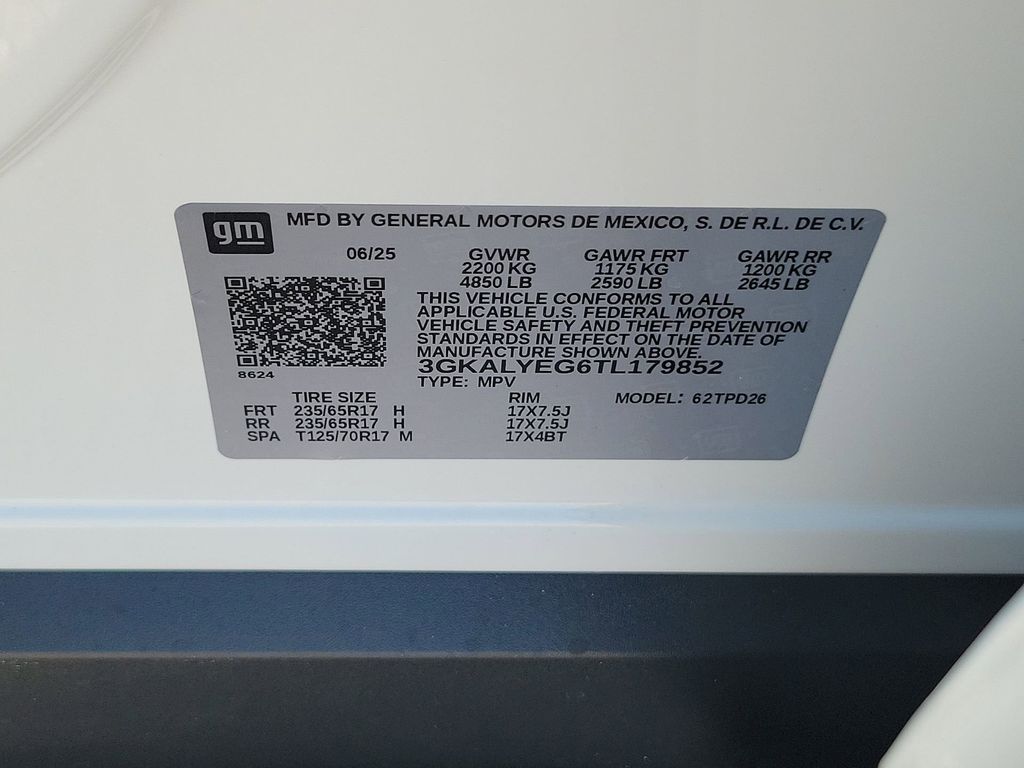 gm MFD BY GENERAL MOTORS DE MEXICO, S. DE R.L. DE C.V.
06/25 GVWR GAWR FRT GAWR RR
2200 KG 1175 KG 1200 KG
4850 LB 2590 LB 2645 LB
THIS VEHICLE CONFORMS TO ALL
APPLICABLE U.S. FEDERAL MOTOR
VEHICLE SAFETY AND THEFT PREVENTION
STANDARDS IN EFFECT ON THE DATE OF
MANUFACTURE SHOWN ABOVE.
3GKALYEG6TL179852
8624
TYPE: MPV
TIRE SIZE RIM MODEL: 62TPD26
FRT 235/65R17 H 17X7.5J
RR 235/65R17 H 17X7.5J
SPA T125/70R17 M 17X4BT